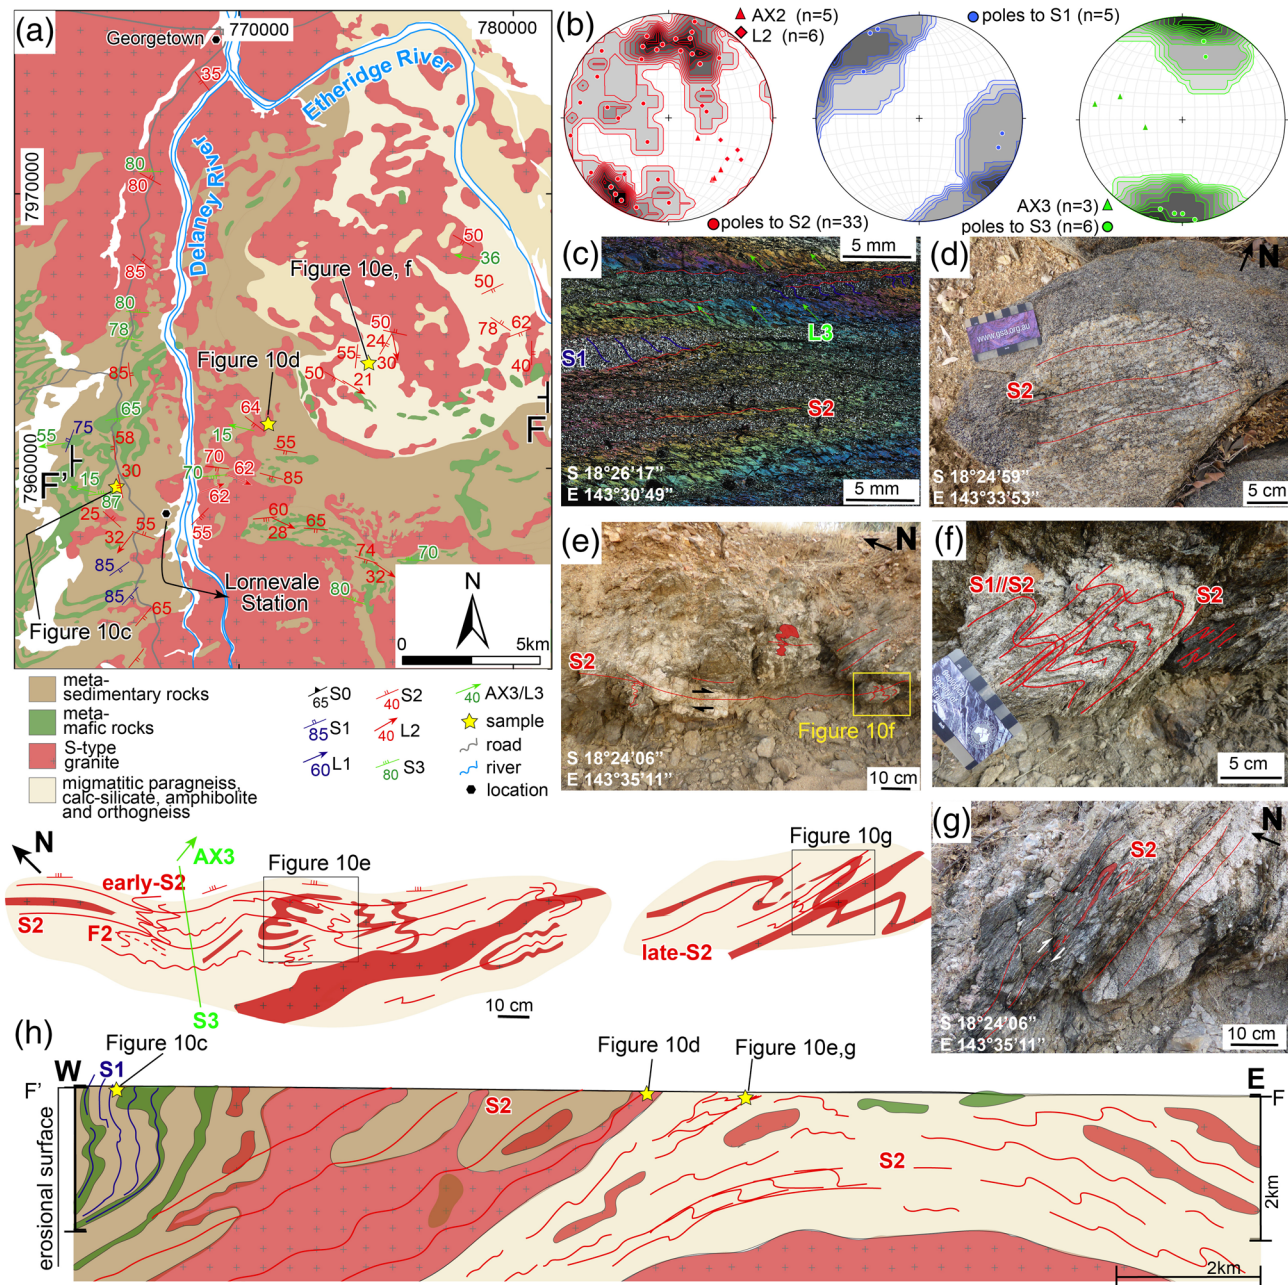 (a)
770000
780000
Georgetown
Etheridge River
Delaney River
7970000
7960000
35
80
80
85
80
78
85
65
55
75
58
15
30
87
25
32
55
85
85
65
70
55
64
15
55
70
62
85
62
60
28
65
74
32
70
80
50
36
50
78
62
40
50
24
55
30
50
21
Figure 10e, f
Figure 10d
F
F'
Figure 10c
Lornevale
Station
N
0
5km
meta-
sedimentary rocks
meta-
mafic rocks
S-type
granite
migmatitic paragneiss,
calc-silicate, amphibolite
and orthogneiss
65 S0
85 S1
60 L1
40 S2
40 L2
80 S3
40 AX3/L3
sample
road
river
location
(b)
AX2 (n=5)
L2 (n=6)
poles to S2 (n=33)
poles to S1 (n=5)
AX3 (n=3)
poles to S3 (n=6)
(c)
5 mm
L3
S1
S2
S 18°26'17"
E 143°30'49"
5 mm
(d)
N
www.gsa.org.au
S2
S 18°24'59"
E 143°33'53"
5 cm
(e)
N
S2
Figure 10f
S 18°24'06"
E 143°35'11"
10 cm
(f)
S1//S2
S2
5 cm
(g)
N
S2
S 18°24'06"
E 143°35'11"
10 cm
N
AX3
early-S2
S2
F2
S3
Figure 10e
10 cm
Figure 10g
late-S2
(h)
W
Figure 10c
S1
F'
Figure 10d
Figure 10e,g
E
F
S2
S2
erosional surface
2km
2km